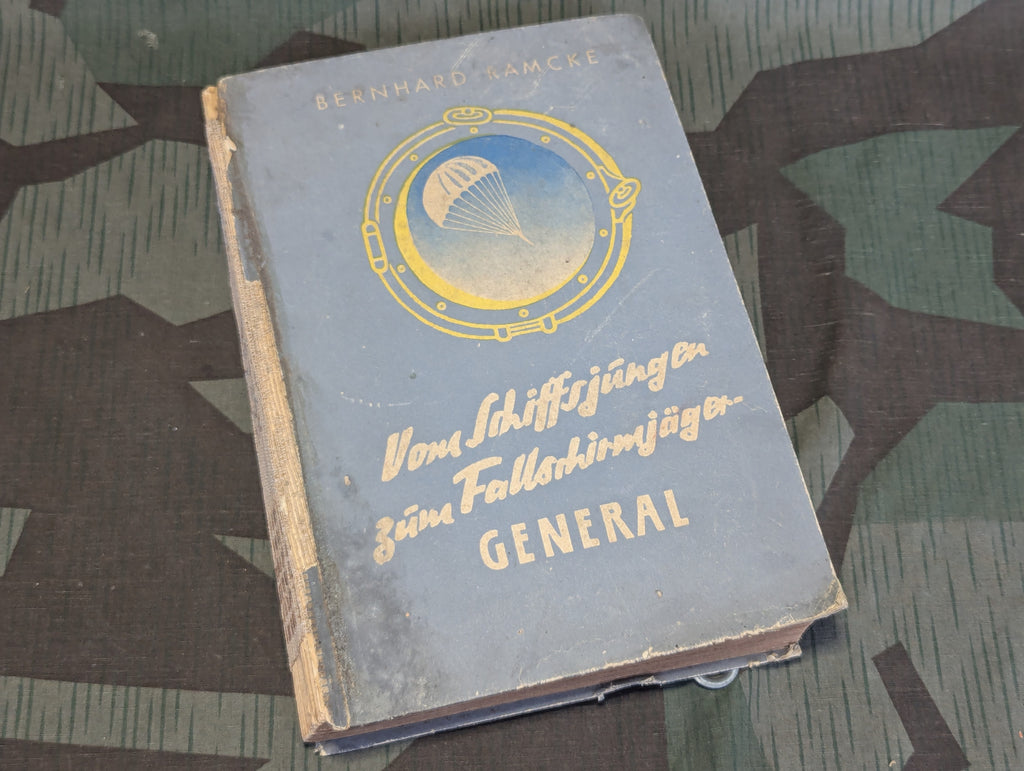 BERNHARD RAMCKE
Vom Schiffsjungen
zum Fallschirmjäger-
GENERAL